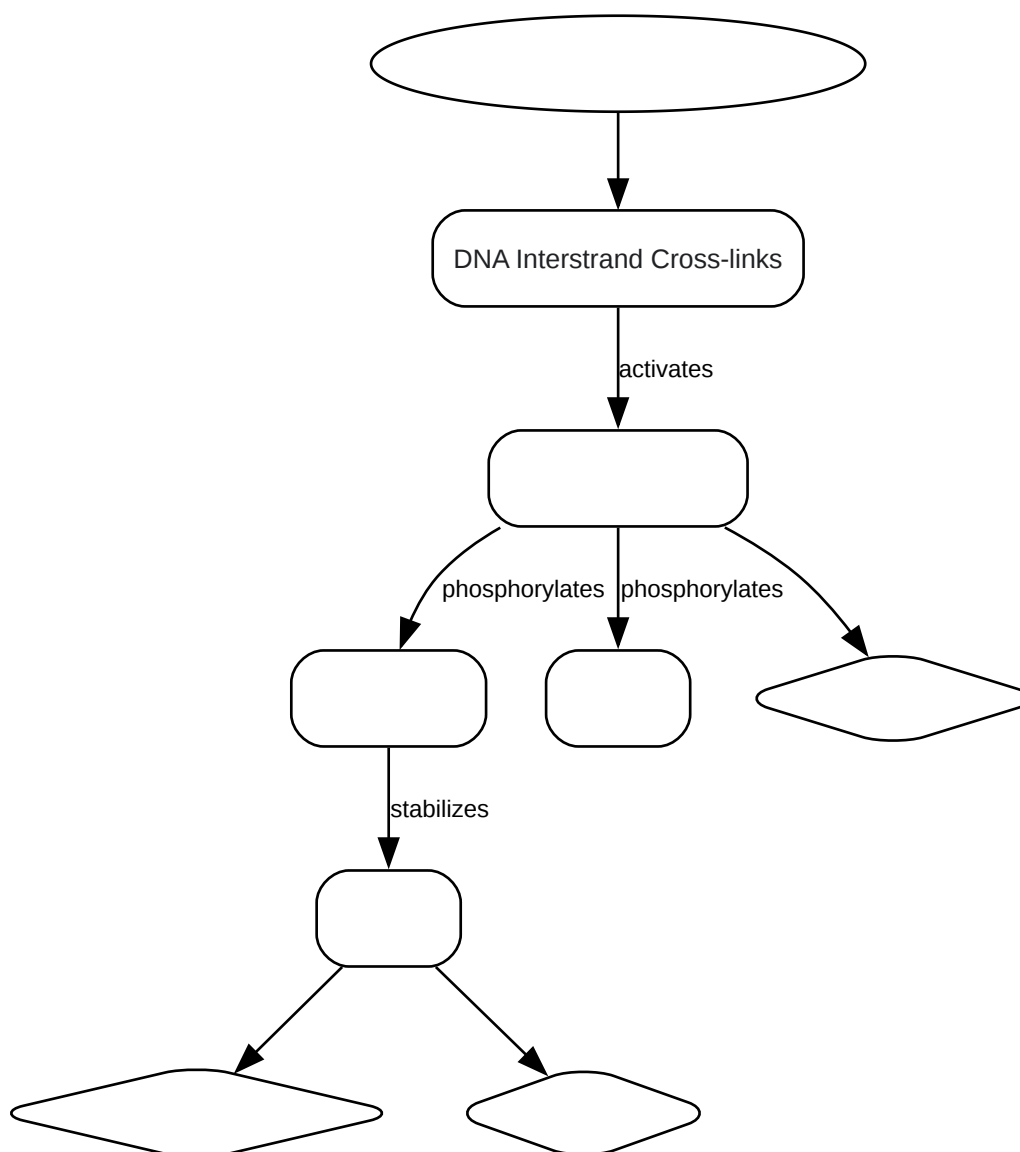 DNA Interstrand Cross-links
activates
phosphorylates
phosphorylates
stabilizes